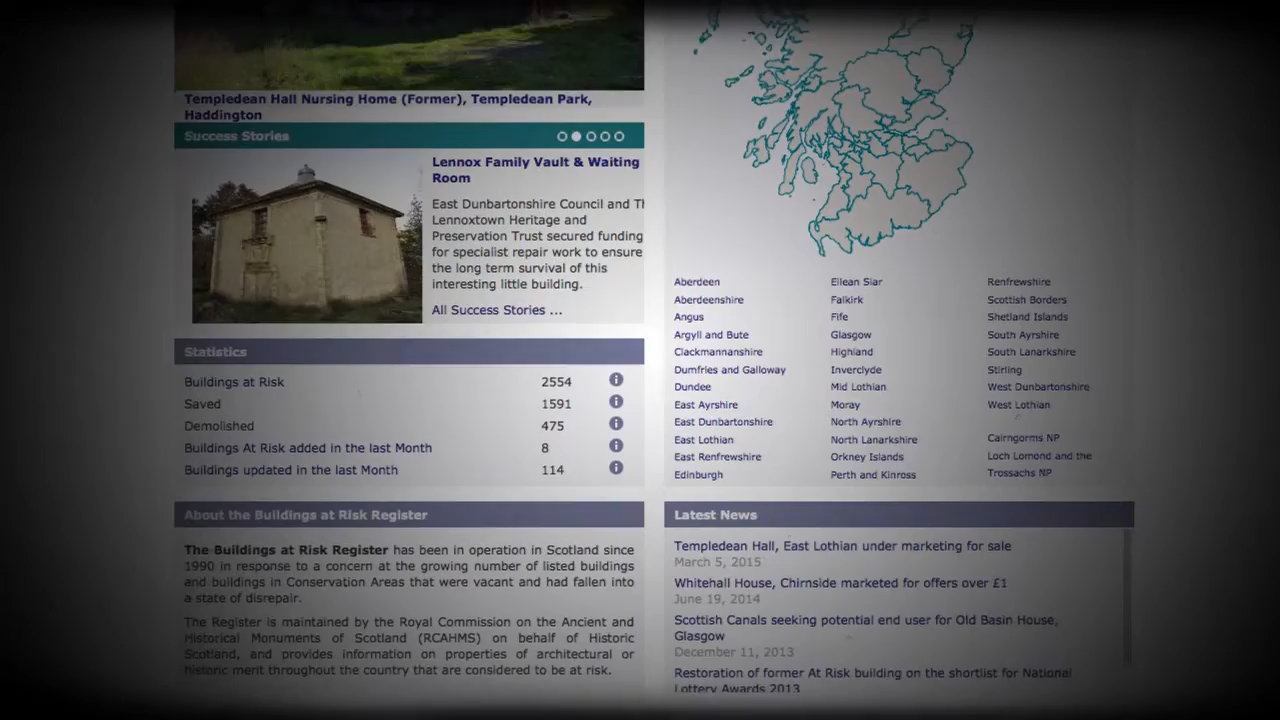 Templedean Hall Nursing Home (Former), Templedean Park,
Haddington
Success Stories
Lennox Family Vault & Waiting
Room
East Dunbartonshire Council and Th
Lennoxtown Heritage and
Preservation Trust secured funding
for specialist repair work to ensure
the long term survival of this
interesting little building.
All Success Stories ...
Statistics
Buildings at Risk 2554
Saved 1591
Demolished 475
Buildings At Risk added in the last Month 8
Buildings updated in the last Month 114
About the Buildings at Risk Register
The Buildings at Risk Register has been in operation in Scotland since
1990 in response to a concern at the growing number of listed buildings
and buildings in Conservation Areas that were vacant and had fallen into
a state of disrepair.
The Register is maintained by the Royal Commission on the Ancient and
Historical Monuments of Scotland (RCAHMS) on behalf of Historic
Scotland, and provides information on properties of architectural or
historic merit throughout the country that are considered to be at risk.
Aberdeen
Aberdeenshire
Angus
Argyll and Bute
Clackmannanshire
Dumfries and Galloway
Dundee
East Ayrshire
East Dunbartonshire
East Lothian
East Renfrewshire
Edinburgh
Eilean Siar
Falkirk
Fife
Glasgow
Highland
Inverclyde
Mid Lothian
Moray
North Ayrshire
North Lanarkshire
Orkney Islands
Perth and Kinross
Renfrewshire
Scottish Borders
Shetland Islands
South Ayrshire
South Lanarkshire
Stirling
West Dunbartonshire
West Lothian
Cairngorms NP
Loch Lomond and the
Trossachs NP
Latest News
Templedean Hall, East Lothian under marketing for sale
March 5, 2015
Whitehall House, Chirnside marketed for offers over £1
June 19, 2014
Scottish Canals seeking potential end user for Old Basin House,
Glasgow
December 11, 2013
Restoration of former At Risk building on the shortlist for National
Lottery Awards 2013